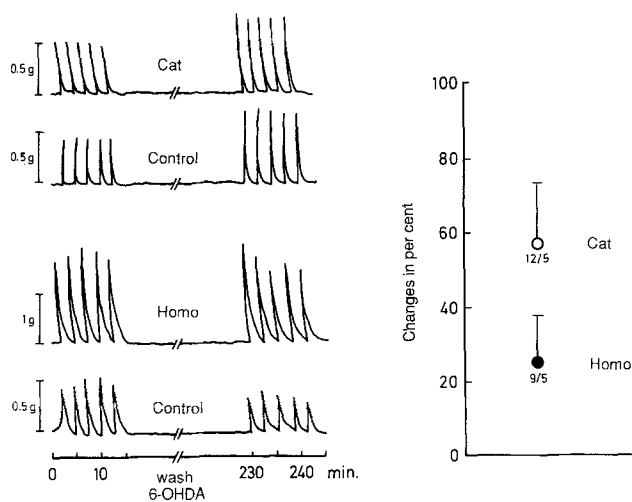 0.5 g
Cat
0.5 g
Control
1 g
Homo
0.5 g
Control
0 10 wash 230 240 min.
6-OHDA
Changes in per cent
100
80
60
40
20
0
Cat
12/5
Homo
9/5